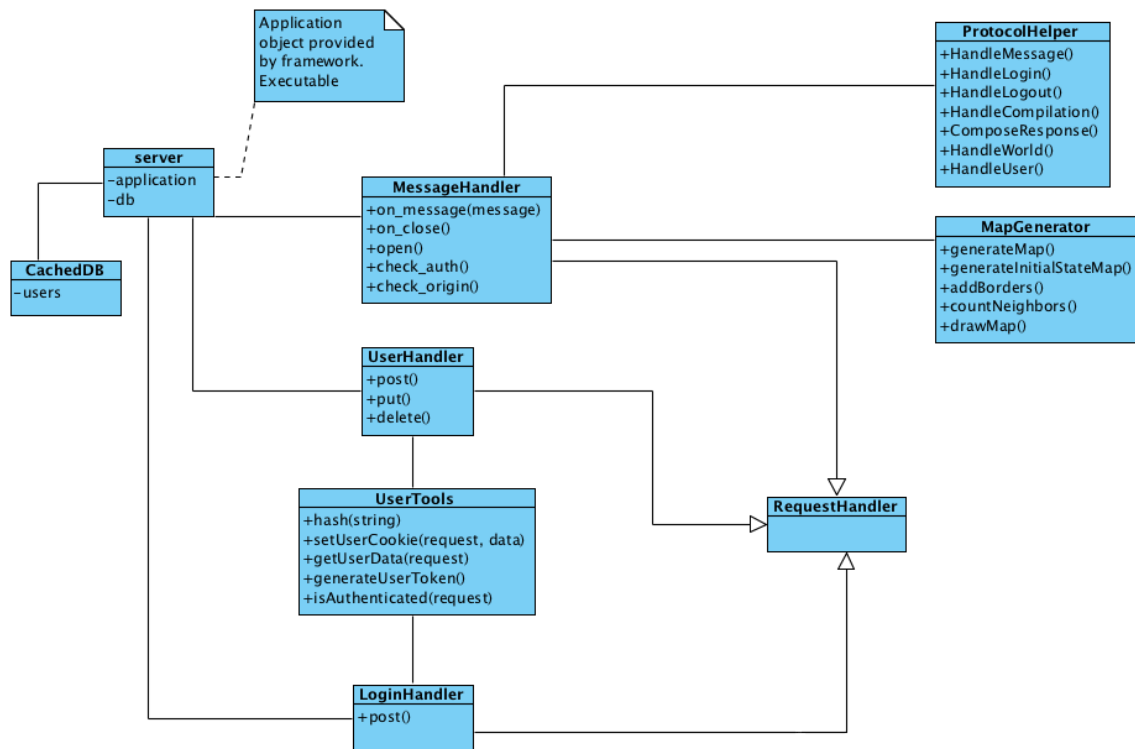 Application
object provided
by framework.
Executable
ProtocolHelper
+HandleMessage()
+HandleLogin()
+HandleLogout()
+HandleCompilation()
+ComposeResponse()
+HandleWorld()
+HandleUser()
server
-application
-db
MessageHandler
+on_message(message)
+on_close()
+open()
+check_auth()
+check_origin()
MapGenerator
+generateMap()
+generateInitialStateMap()
+addBorders()
+countNeighbors()
+drawMap()
CachedDB
-users
UserHandler
+post()
+put()
+delete()
UserTools
+hash(string)
+setUserCookie(request, data)
+getUserData(request)
+generateUserToken()
+isAuthenticated(request)
RequestHandler
LoginHandler
+post()